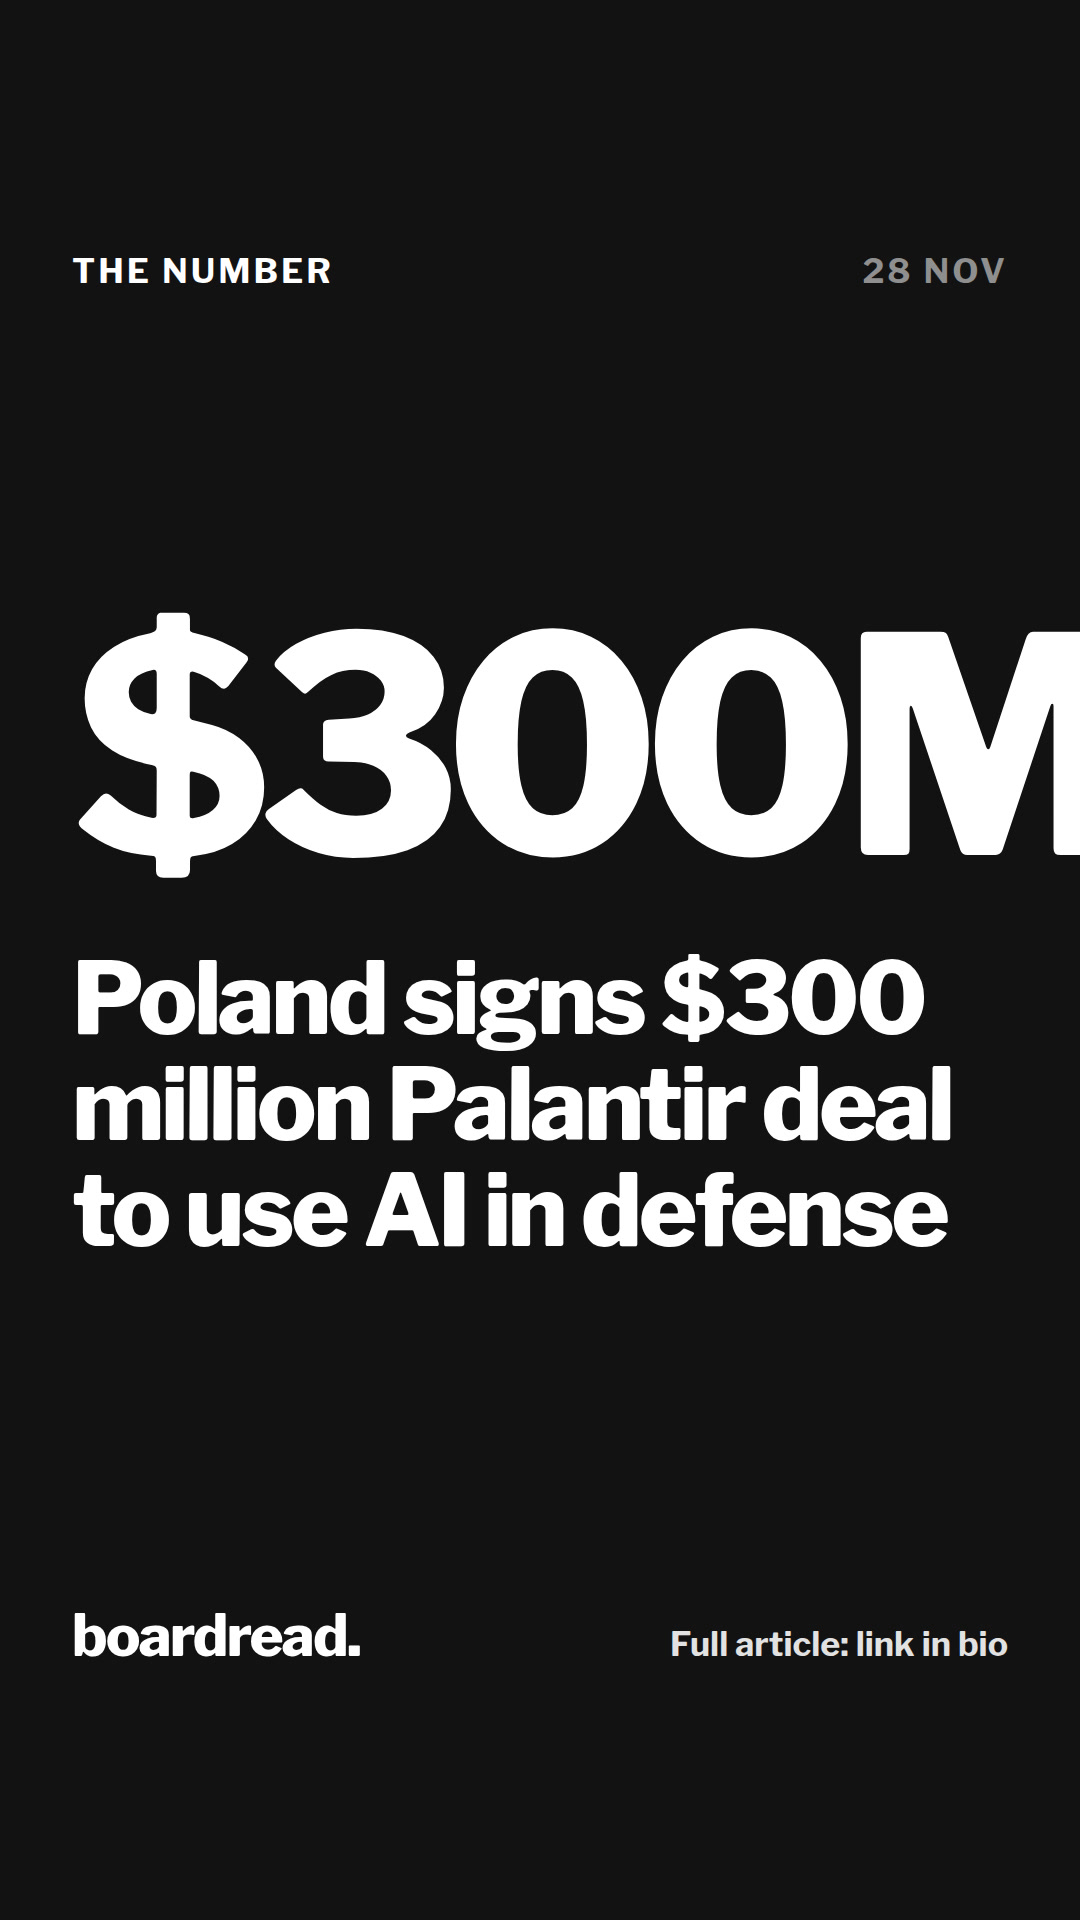 THE NUMBER
28 NOV
$300M
Poland signs $300
million Palantir deal
to use AI in defense
boardread.
Full article: link in bio